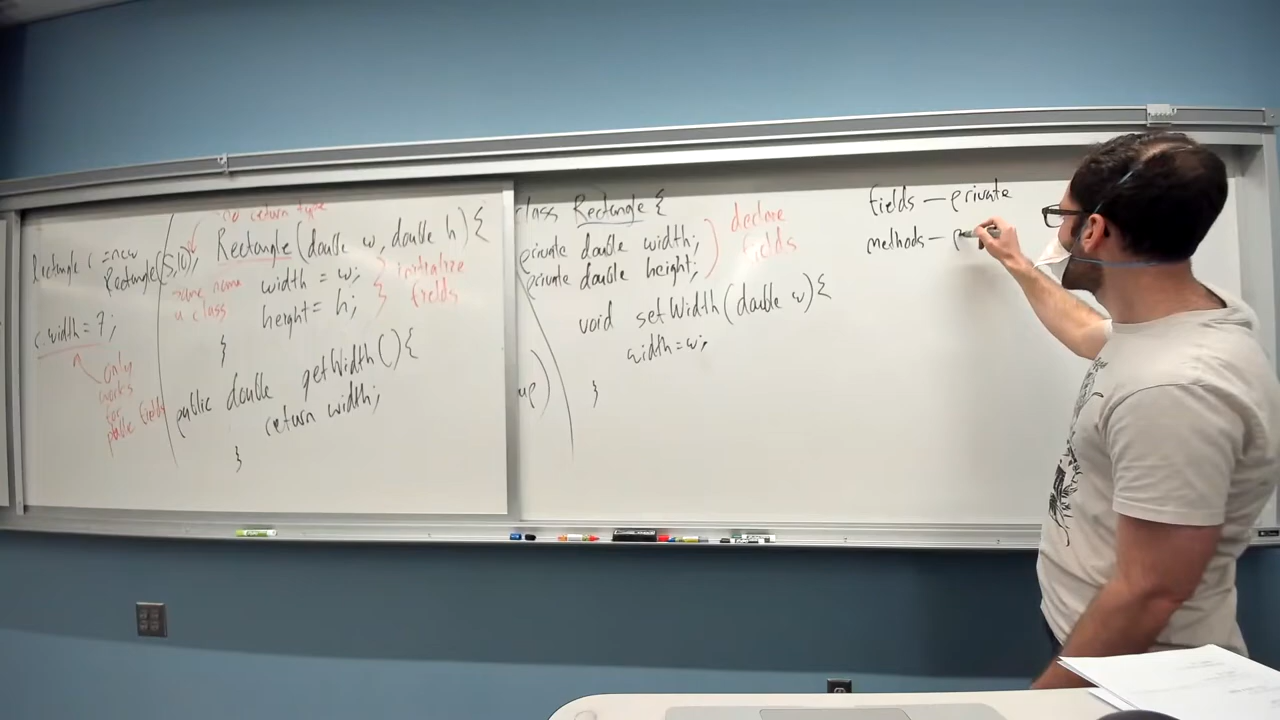 Rectangle r = new
Rectangle(5,10);
r.width = 7;
only
works
for
public fields
no return type
Rectangle(double w, double h){
same name
as class
width = w;
height = h;
initialize
fields
}
public double getWidth(){
return width;
}
class Rectangle {
private double width;
private double height;
declare
fields
void setWidth(double w){
width = w;
}
ue)
fields - private
methods - p